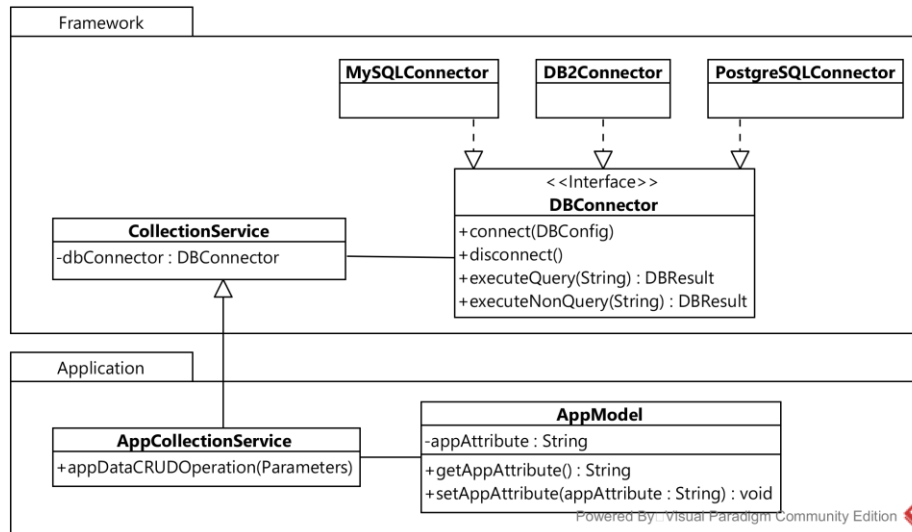 Framework
MySQLConnector
DB2Connector
PostgreSQLConnector
<<Interface>>
DBConnector
+connect(DBConfig)
+disconnect()
+executeQuery(String) : DBResult
+executeNonQuery(String) : DBResult
CollectionService
-dbConnector : DBConnector
Application
AppCollectionService
+appDataCRUDOperation(Parameters)
AppModel
-appAttribute : String
+getAppAttribute() : String
+setAppAttribute(appAttribute : String) : void
Powered By Visual Paradigm Community Edition